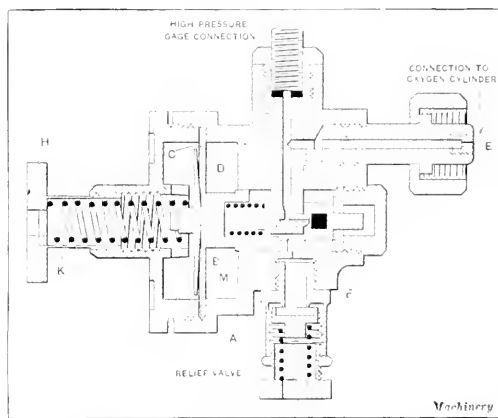 HIGH PRESSURE
GAGE CONNECTION
CONNECTION TO
OXYGEN CYLINDER
H
C
D
E
K
B
M
F
A
RELIEF VALVE
Machinery